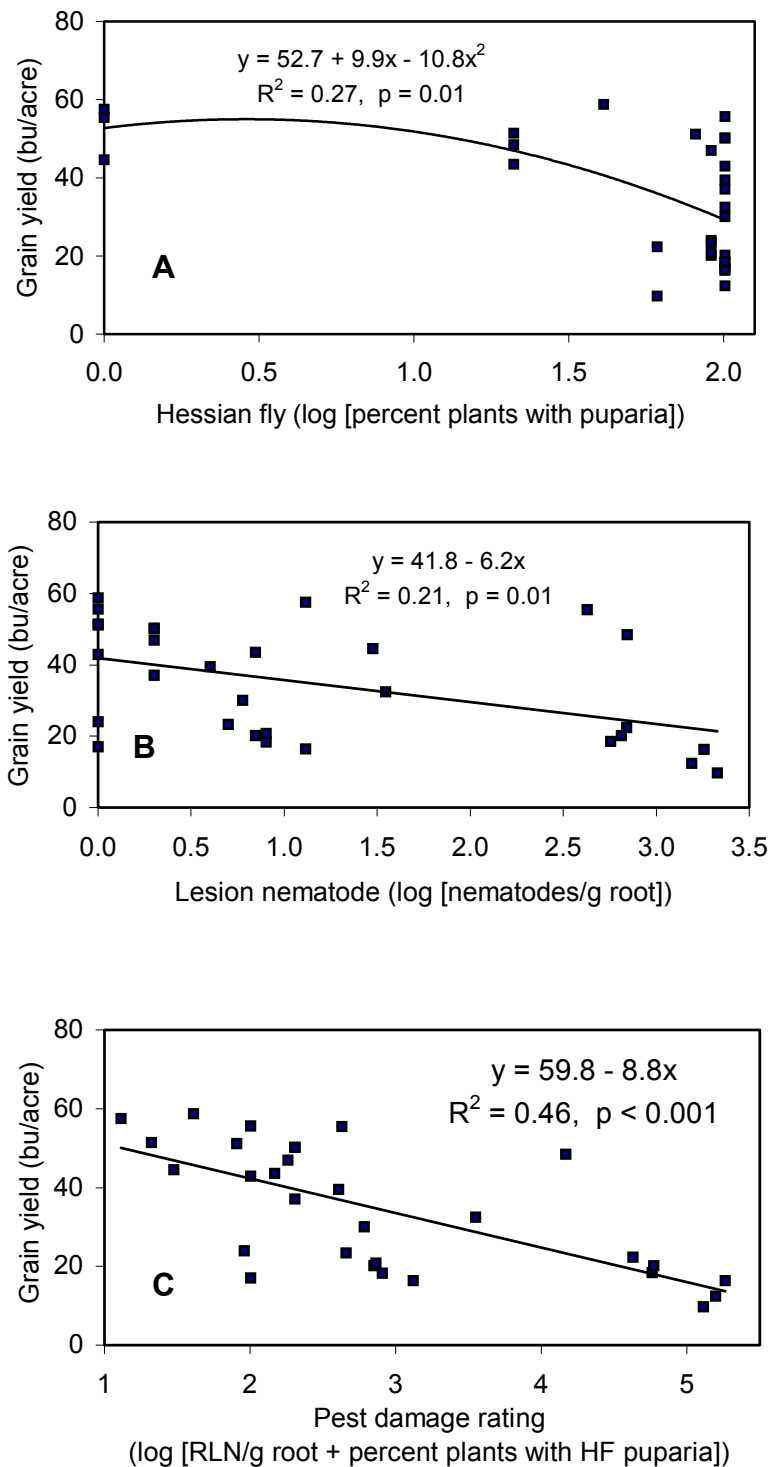 y = 52.7 + 9.9x - 10.8x²
R² = 0.27, p = 0.01
80
60
40
20
0
Grain yield (bu/acre)
A
0.0 0.5 1.0 1.5 2.0
Hessian fly (log [percent plants with puparia])
y = 41.8 - 6.2x
R² = 0.21, p = 0.01
80
60
40
20
0
Grain yield (bu/acre)
B
0.0 0.5 1.0 1.5 2.0 2.5 3.0 3.5
Lesion nematode (log [nematodes/g root])
y = 59.8 - 8.8x
R² = 0.46, p < 0.001
80
60
40
20
0
Grain yield (bu/acre)
C
1 2 3 4 5
Pest damage rating
(log [RLN/g root + percent plants with HF puparia])